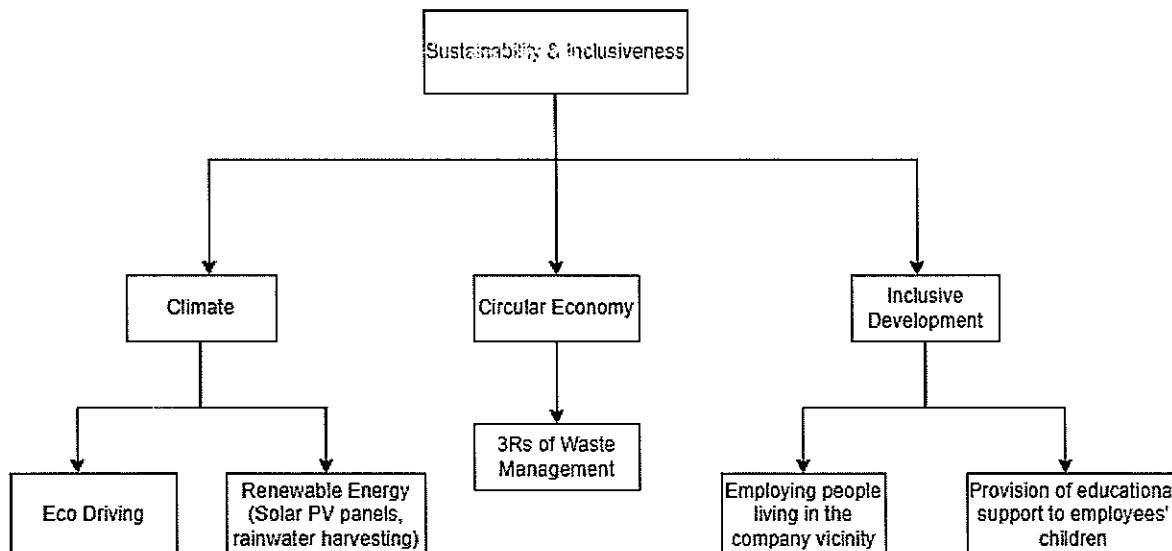 Sustainability & Inclusiveness
Climate
Circular Economy
Inclusive
Development
Eco Driving
Renewable Energy
(Solar PV panels,
rainwater harvesting)
3Rs of Waste
Management
Employing people
living in the
company vicinity
Provision of educational
support to employees'
children